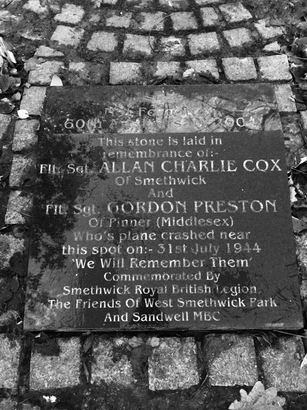 60th 2004
This stone is laid in
remembrance of:-
Flt. Sgt. ALLAN CHARLIE COX
Of Smethwick
And
Flt. Sgt. GORDON PRESTON
Of Pinner (Middlesex)
Who's plane crashed near
this spot on:- 31st July 1944
'We Will Remember Them'
Commemorated By
Smethwick Royal British Legion,
The Friends Of West Smethwick Park
And Sandwell MBC